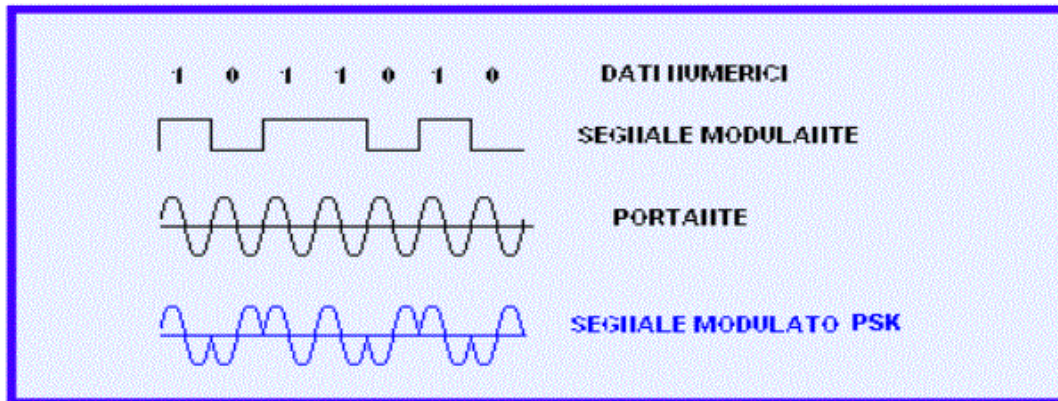 1 0 1 1 0 1 0 DATI NUMERICI
SEGNALE MODULANTE
PORTANTE
SEGNALE MODULATO PSK